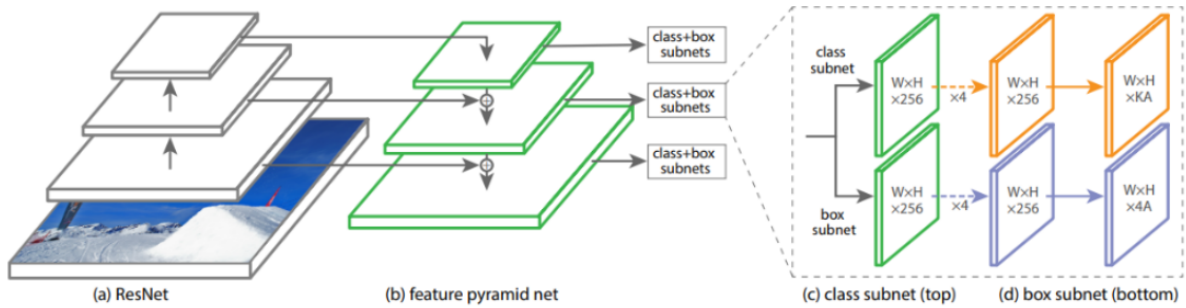 class+box
subnets
class+box
subnets
class+box
subnets
class
subnet
W×H
×256
×4
W×H
×256
W×H
×KA
box
subnet
W×H
×256
×4
W×H
×256
W×H
×4A
(a) ResNet
(b) feature pyramid net
(c) class subnet (top)
(d) box subnet (bottom)